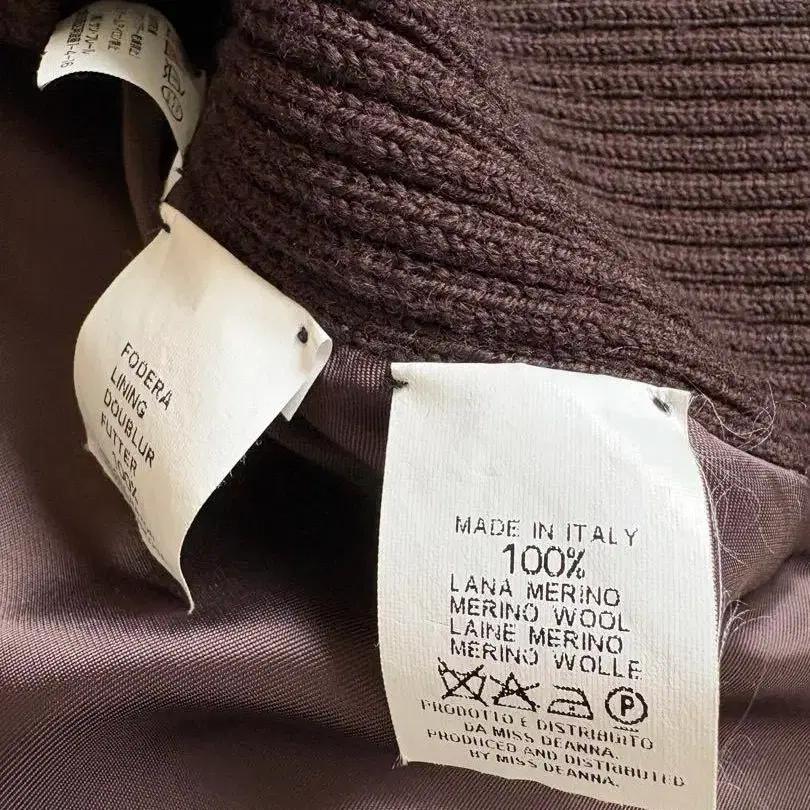 FODERA
LINING
DOUBLUR
FUTTER
100%
MADE IN ITALY
100%
LANA MERINO
MERINO WOOL
LAINE MERINO
MERINO WOLLE
P
PRODOTTO E DISTRIBUITO
DA MISS DEANNA.
PRODUCED AND DISTRIBUTED
BY MISS DEANNA.